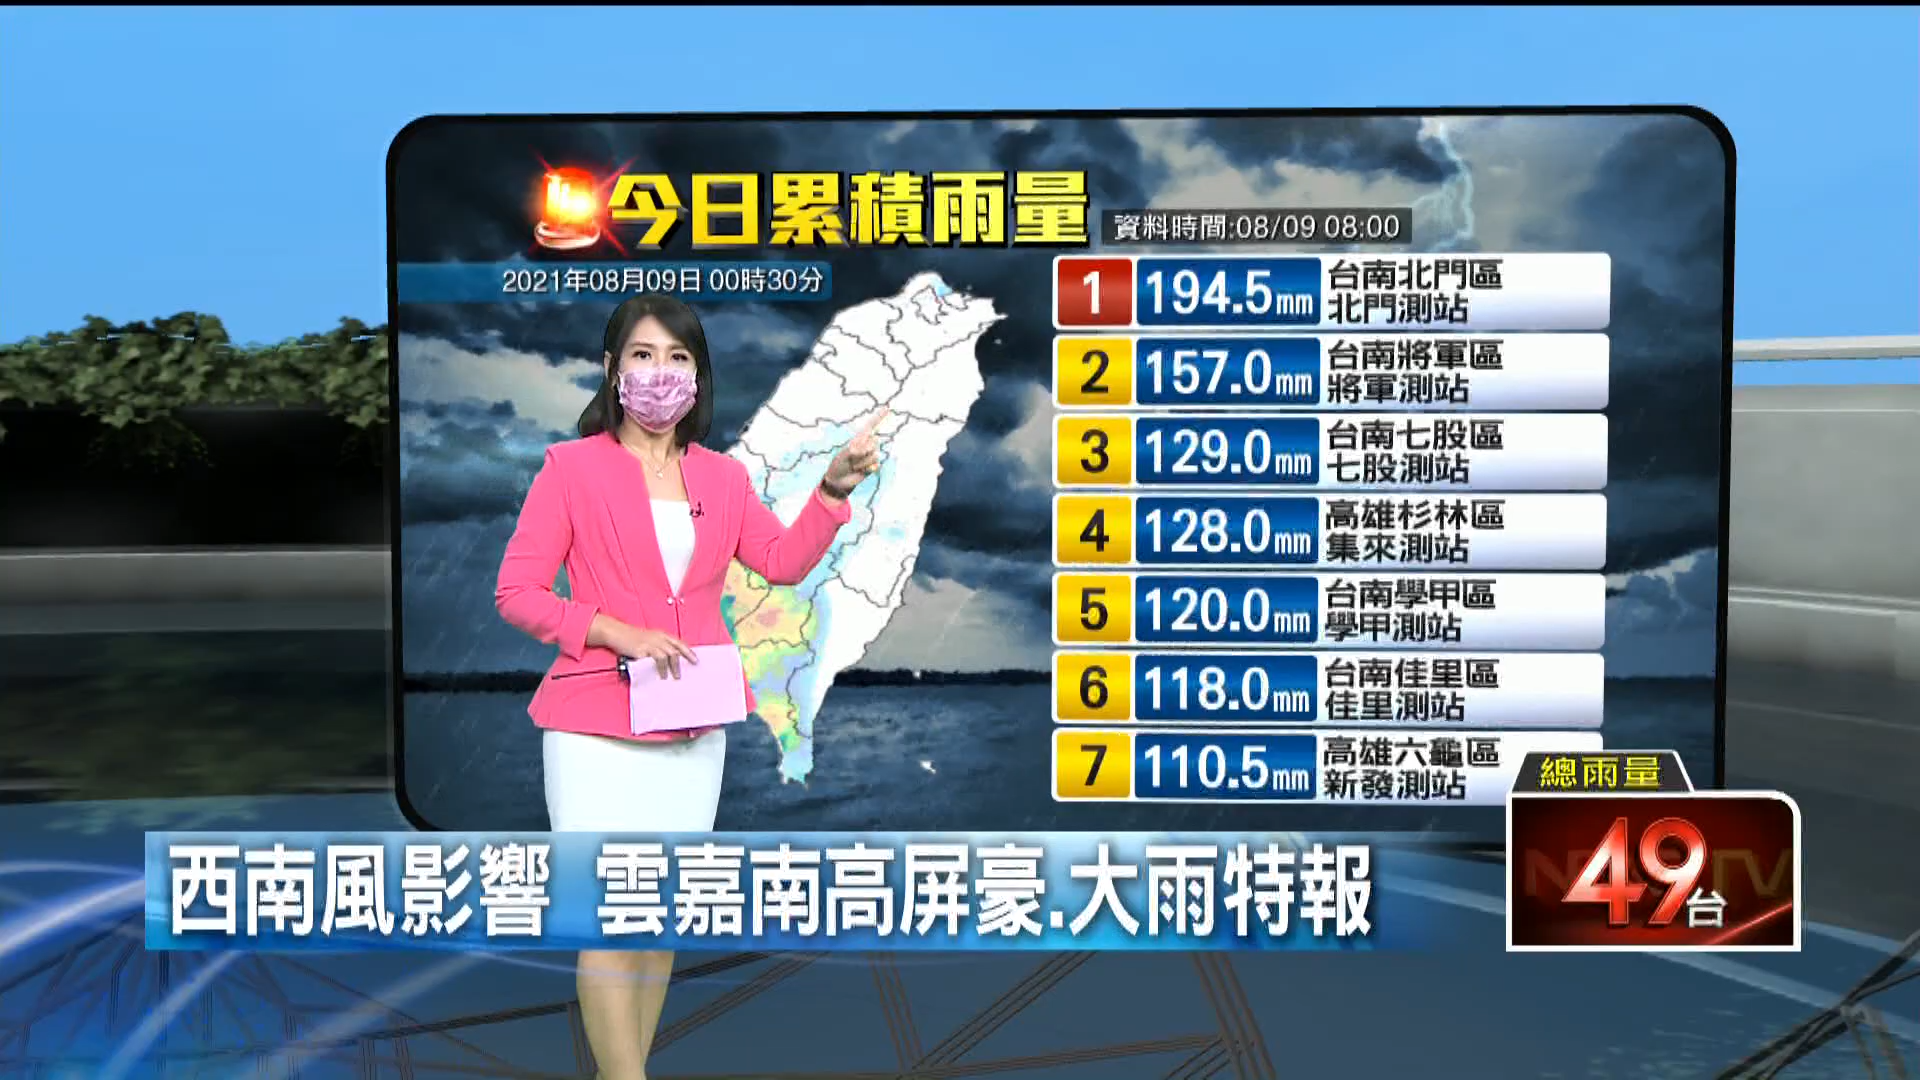 今日累積雨量
資料時間:08/09 08:00
2021年08月09日 00時30分
1 194.5mm 台南北門區
北門測站
2 157.0mm 台南將軍區
將軍測站
3 129.0mm 台南七股區
七股測站
4 128.0mm 高雄杉林區
集來測站
5 120.0mm 台南學甲區
學甲測站
6 118.0mm 台南佳里區
佳里測站
7 110.5mm 高雄六龜區
新發測站
總雨量
49台
西南風影響 雲嘉南高屏豪.大雨特報